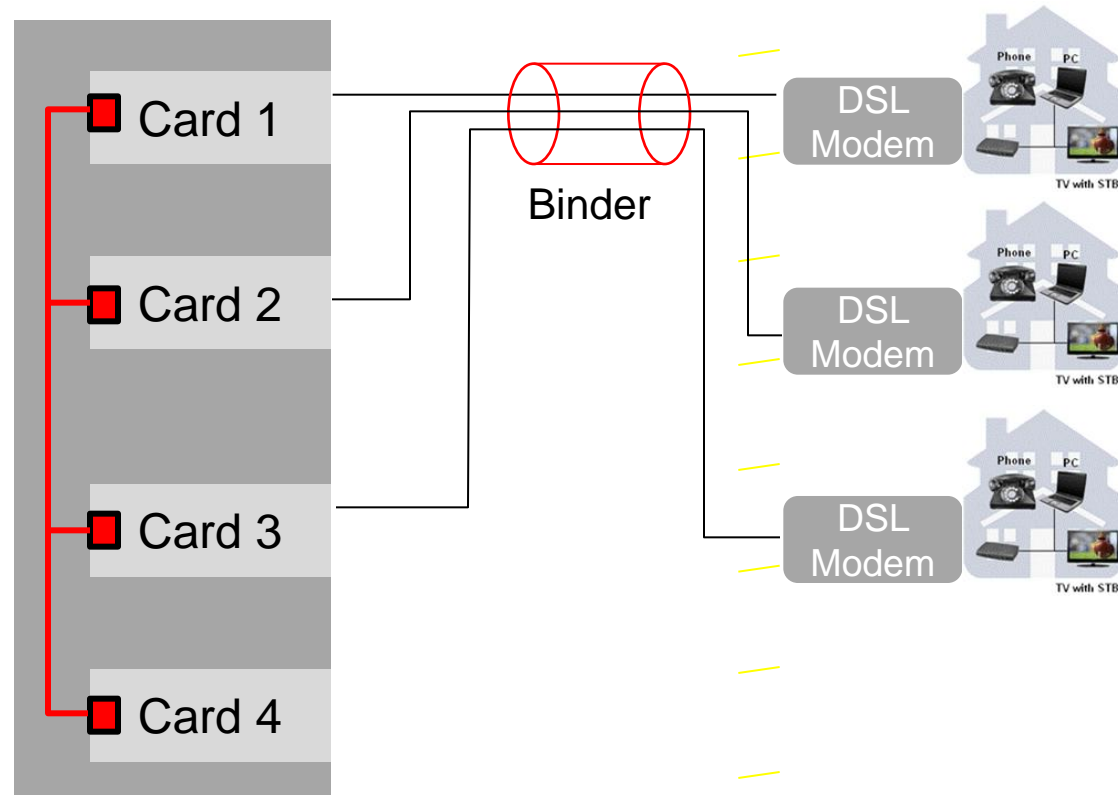 Card 1
Card 2
Card 3
Card 4
Binder
DSL
Modem
Phone PC
TV with STB
DSL
Modem
Phone PC
TV with STB
DSL
Modem
Phone PC
TV with STB